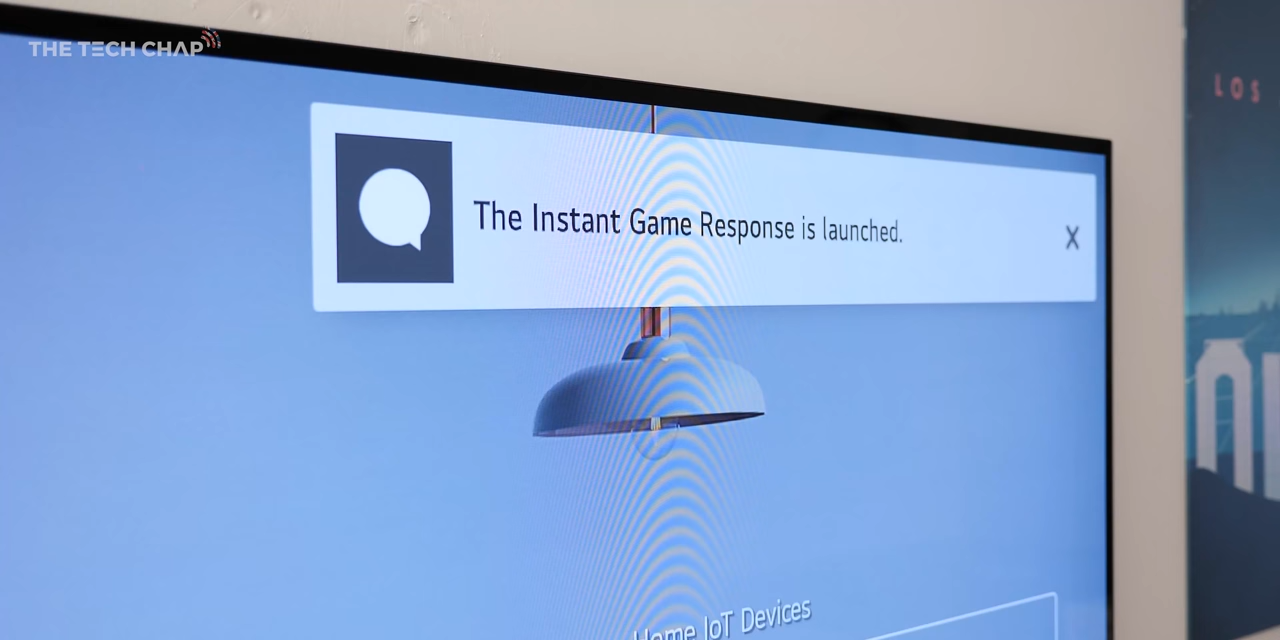 THE TECH CHAP
LOS
The Instant Game Response is launched.
X
Home IoT Devices